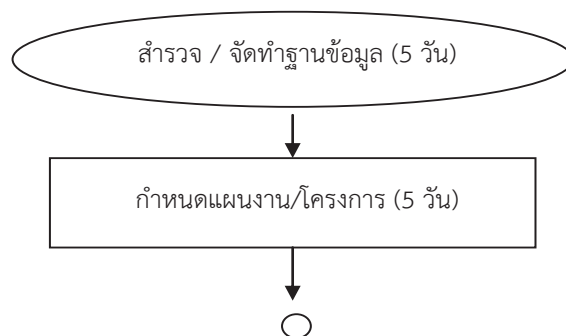 สำรวจ / จัดทำฐานข้อมูล (5 วัน)
กำหนดแผนงาน/โครงการ (5 วัน)